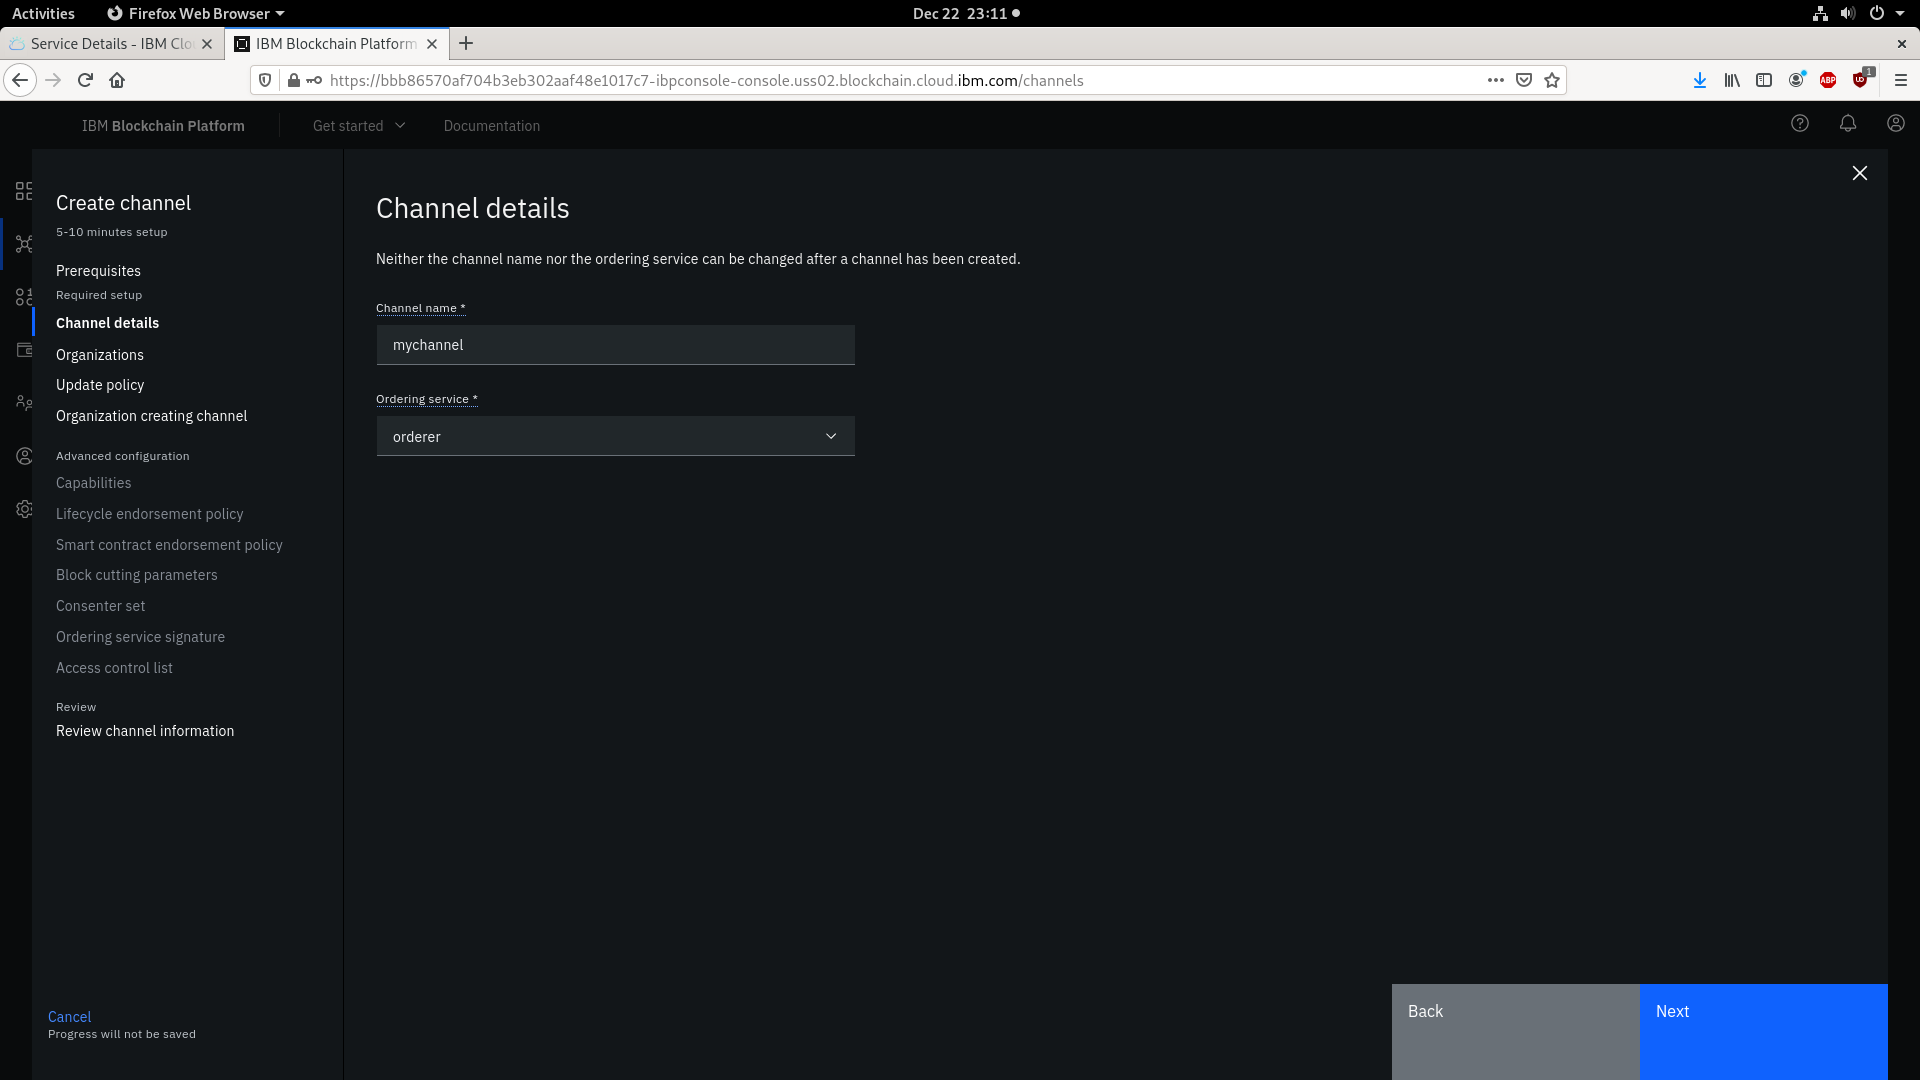 Activities
Firefox Web Browser
Dec 22 23:11
Service Details - IBM Clo
IBM Blockchain Platform
https://bbb86570af704b3eb302aaf48e1017c7-ibpconsole-console.uss02.blockchain.cloud.ibm.com/channels
ABP
1
IBM Blockchain Platform
Get started
Documentation
Create channel
5-10 minutes setup
Prerequisites
Required setup
Channel details
Organizations
Update policy
Organization creating channel
Advanced configuration
Capabilities
Lifecycle endorsement policy
Smart contract endorsement policy
Block cutting parameters
Consenter set
Ordering service signature
Access control list
Review
Review channel information
Cancel
Progress will not be saved
Channel details
Neither the channel name nor the ordering service can be changed after a channel has been created.
Channel name *
mychannel
Ordering service *
orderer
Back
Next